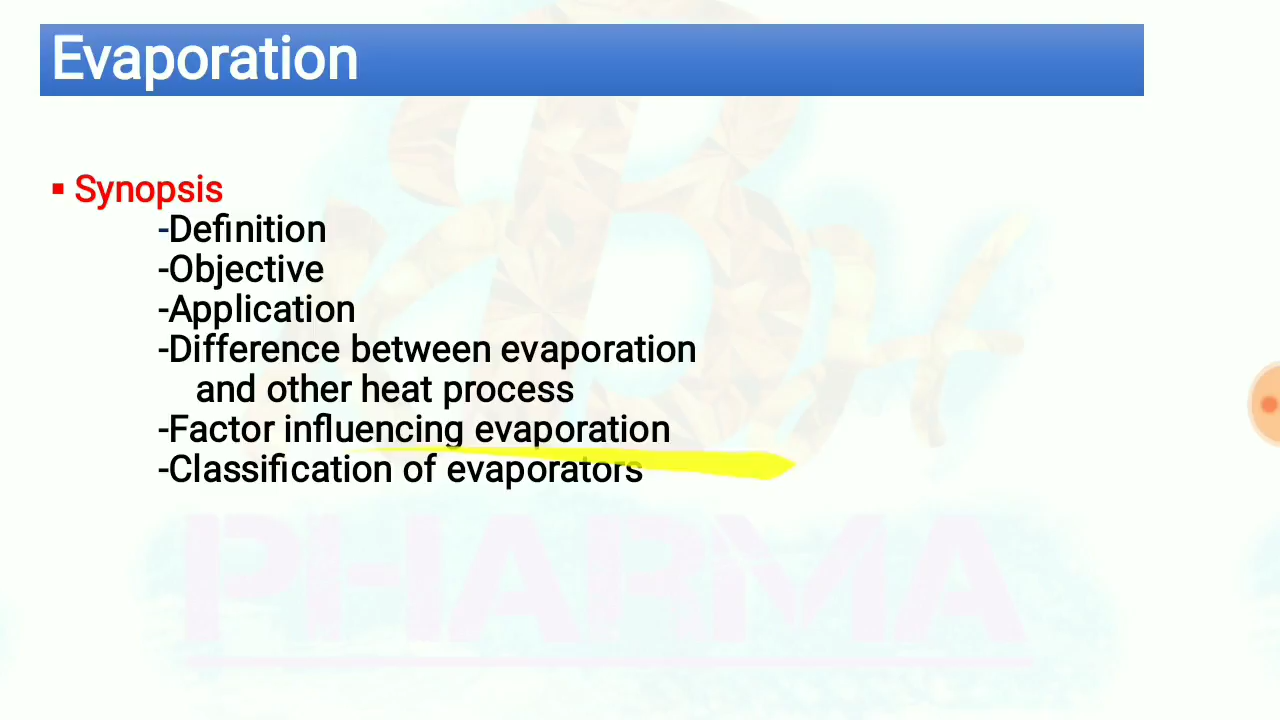 Evaporation
▪ Synopsis
-Definition
-Objective
-Application
-Difference between evaporation
and other heat process
-Factor influencing evaporation
-Classification of evaporators
PHARMA